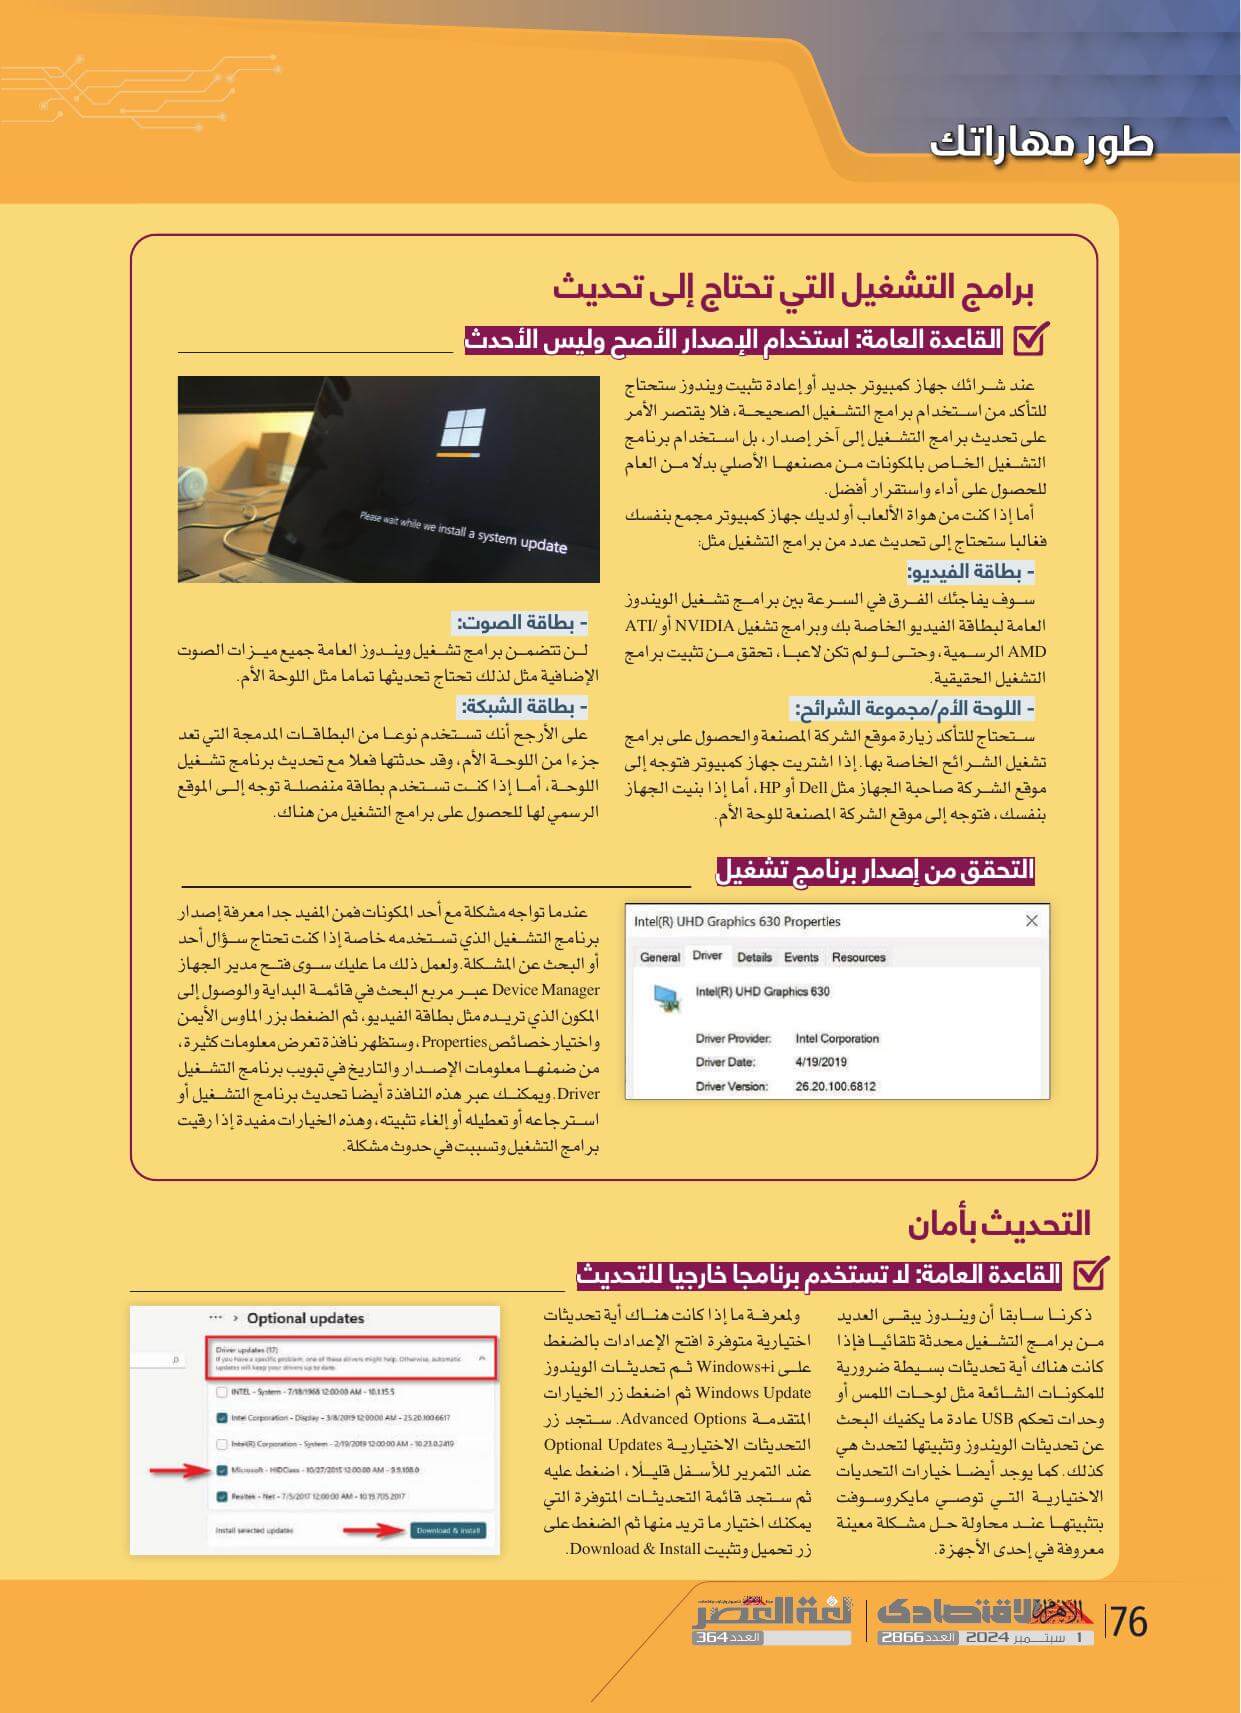 طور مهاراتك
برامج التشغيل التي تحتاج إلى تحديث
القاعدة العامة: استخدام الإصدار الأصح وليس الأحدث
عند شرائك جهاز كمبيوتر جديد أو إعادة تثبيت ويندوز ستحتاج
للتأكد من استخدام برامج التشغيل الصحيحة، فلا يقتصر الأمر
على تحديث برامج التشغيل إلى آخر إصدار، بل استخدام برنامج
التشغيل الخاص بالمكونات من مصنعها الأصلي بدلًا من العام
للحصول على أداء واستقرار أفضل.
أما إذا كنت من هواة الألعاب أو لديك جهاز كمبيوتر مجمع بنفسك
فغالبا ستحتاج إلى تحديث عدد من برامج التشغيل مثل:
- بطاقة الفيديو:
سوف يفاجئك الفرق في السرعة بين برامج تشغيل الويندوز
العامة لبطاقة الفيديو الخاصة بك وبرامج تشغيل NVIDIA أو ATI/
AMD الرسمية، وحتى لو لم تكن لاعبا، تحقق من تثبيت برامج
التشغيل الحقيقية.
- اللوحة الأم/مجموعة الشرائح:
ستحتاج للتأكد زيارة موقع الشركة المصنعة والحصول على برامج
تشغيل الشرائح الخاصة بها. إذا اشتريت جهاز كمبيوتر فتوجه إلى
موقع الشركة صاحبة الجهاز مثل Dell أو HP، أما إذا بنيت الجهاز
بنفسك، فتوجه إلى موقع الشركة المصنعة للوحة الأم.
Please wait while we install a system update
- بطاقة الصوت:
لن تتضمن برامج تشغيل ويندوز العامة جميع ميزات الصوت
الإضافية مثل لذلك تحتاج تحديثها تماما مثل اللوحة الأم.
- بطاقة الشبكة:
على الأرجح أنك تستخدم نوعا من البطاقات المدمجة التي تعد
جزءا من اللوحة الأم، وقد حدثتها فعلا مع تحديث برنامج تشغيل
اللوحة، أما إذا كنت تستخدم بطاقة منفصلة توجه إلى الموقع
الرسمي لها للحصول على برامج التشغيل من هناك.
التحقق من إصدار برنامج تشغيل
Intel(R) UHD Graphics 630 Properties
General Driver Details Events Resources
Intel(R) UHD Graphics 630
Driver Provider: Intel Corporation
Driver Date: 4/19/2019
Driver Version: 26.20.100.6812
عندما تواجه مشكلة مع أحد المكونات فمن المفيد جدا معرفة إصدار
برنامج التشغيل الذي تستخدمه خاصة إذا كنت تحتاج سؤال أحد
أو البحث عن المشكلة. ولعمل ذلك ما عليك سوى فتح مدير الجهاز
Device Manager عبر مربع البحث في قائمة البداية والوصول إلى
المكون الذي تريده مثل بطاقة الفيديو، ثم الضغط بزر الماوس الأيمن
واختيار خصائص Properties، وستظهر نافذة تعرض معلومات كثيرة،
من ضمنها معلومات الإصدار والتاريخ في تبويب برنامج التشغيل
Driver. ويمكنك عبر هذه النافذة أيضا تحديث برنامج التشغيل أو
استرجاعه أو تعطيله أو إلغاء تثبيته، وهذه الخيارات مفيدة إذا رقيت
برامج التشغيل وتسببت في حدوث مشكلة.
التحديث بأمان
القاعدة العامة: لا تستخدم برنامجا خارجيا للتحديث
ذكرنا سابقا أن ويندوز يبقى العديد
من برامج التشغيل محدثة تلقائيا فإذا
كانت هناك أية تحديثات بسيطة ضرورية
للمكونات الشائعة مثل لوحات اللمس أو
وحدات تحكم USB عادة ما يكفيك البحث
عن تحديثات الويندوز وتثبيتها لتحدث هي
كذلك. كما يوجد أيضا خيارات التحديات
الاختيارية التي توصي مايكروسوفت
بتثبيتها عند محاولة حل مشكلة معينة
معروفة في إحدى الأجهزة.
ولمعرفة ما إذا كانت هناك أية تحديثات
اختيارية متوفرة افتح الإعدادات بالضغط
على Windows+i ثم تحديثات الويندوز
Windows Update ثم اضغط زر الخيارات
المتقدمة Advanced Options. ستجد زر
التحديثات الاختيارية Optional Updates
عند التمرير للأسفل قليلًا، اضغط عليه
ثم ستجد قائمة التحديثات المتوفرة التي
يمكنك اختيار ما تريد منها ثم الضغط على
زر تحميل وتثبيت Download & Install.
... > Optional updates
Driver updates (17)
If you have a specific problem, one of these drivers might help. Otherwise, automatic
updates will keep your drivers up to date.
INTEL - System - 7/18/1968 12:00:00 AM - 10.1.15.5
Intel Corporation - Display - 3/8/2019 12:00:00 AM - 25.20.100.6617
Intel(R) Corporation - System - 2/19/2019 12:00:00 AM - 10.23.0.2419
Microsoft - HIDClass - 10/27/2015 12:00:00 AM - 9.9.108.0
Realtek - Net - 7/5/2017 12:00:00 AM - 10.19.705.2017
Install selected updates Download & install
76
الأهرام الاقتصادى
1 سبتمبر 2024 العدد 2866
لغة العصر
العدد 364